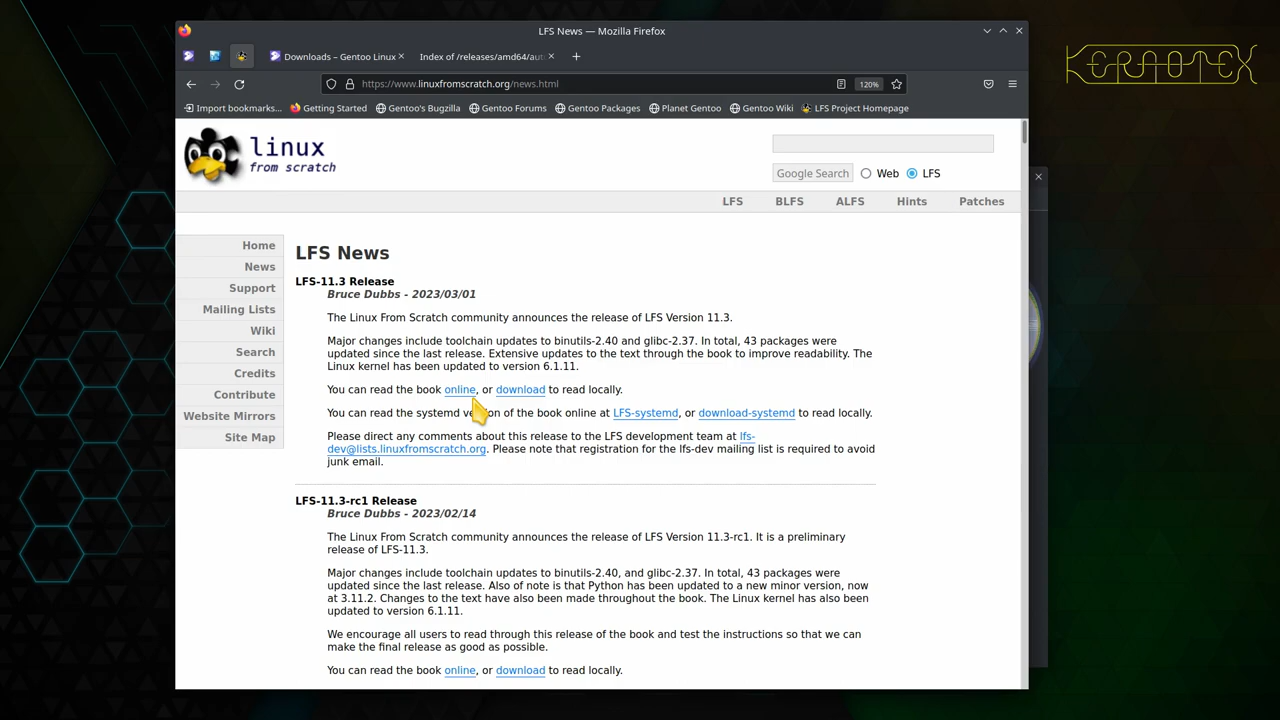 LFS News — Mozilla Firefox
KERAOTEX
Downloads – Gentoo Linux
Index of /releases/amd64/aut
https://www.linuxfromscratch.org/news.html
120%
Import bookmarks...
Getting Started
Gentoo's Bugzilla
Gentoo Forums
Gentoo Packages
Planet Gentoo
Gentoo Wiki
LFS Project Homepage
linux
from scratch
Google Search
Web
LFS
LFS
BLFS
ALFS
Hints
Patches
Home
News
Support
Mailing Lists
Wiki
Search
Credits
Contribute
Website Mirrors
Site Map
LFS News
LFS-11.3 Release
Bruce Dubbs - 2023/03/01
The Linux From Scratch community announces the release of LFS Version 11.3.
Major changes include toolchain updates to binutils-2.40 and glibc-2.37. In total, 43 packages were
updated since the last release. Extensive updates to the text through the book to improve readability. The
Linux kernel has been updated to version 6.1.11.
You can read the book online, or download to read locally.
You can read the systemd version of the book online at LFS-systemd, or download-systemd to read locally.
Please direct any comments about this release to the LFS development team at lfs-
dev@lists.linuxfromscratch.org. Please note that registration for the lfs-dev mailing list is required to avoid
junk email.
LFS-11.3-rc1 Release
Bruce Dubbs - 2023/02/14
The Linux From Scratch community announces the release of LFS Version 11.3-rc1. It is a preliminary
release of LFS-11.3.
Major changes include toolchain updates to binutils-2.40, and glibc-2.37. In total, 43 packages were
updated since the last release. Also of note is that Python has been updated to a new minor version, now
at 3.11.2. Changes to the text have also been made throughout the book. The Linux kernel has also been
updated to version 6.1.11.
We encourage all users to read through this release of the book and test the instructions so that we can
make the final release as good as possible.
You can read the book online, or download to read locally.